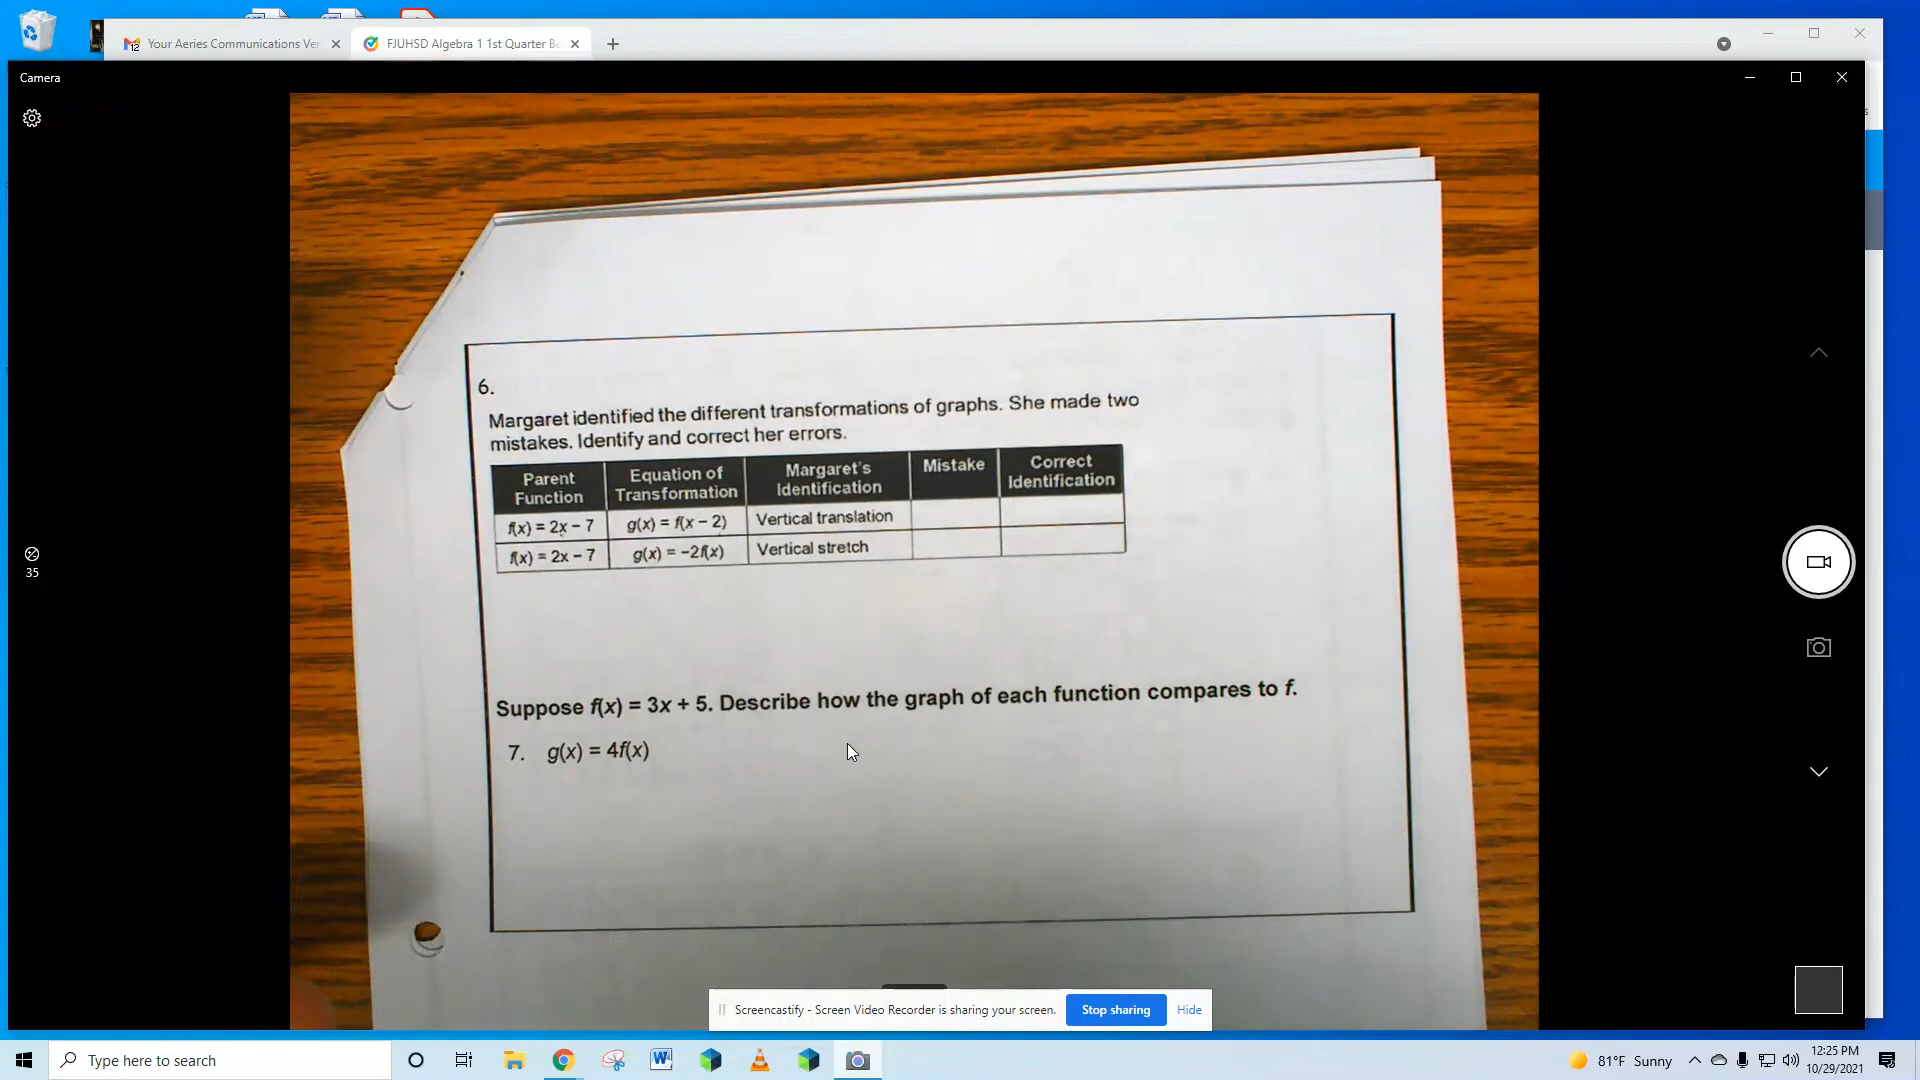 Your Aeries Communications Ver
FJUHSD Algebra 1 1st Quarter Be
Camera
35
6.
Margaret identified the different transformations of graphs. She made two
mistakes. Identify and correct her errors.
Parent Function Equation of Transformation Margaret's Identification Mistake Correct Identification
f(x) = 2x − 7 g(x) = f(x − 2) Vertical translation
f(x) = 2x − 7 g(x) = −2f(x) Vertical stretch
Suppose f(x) = 3x + 5. Describe how the graph of each function compares to f.
7. g(x) = 4f(x)
Screencastify - Screen Video Recorder is sharing your screen. Stop sharing Hide
Type here to search
81°F Sunny
12:25 PM
10/29/2021